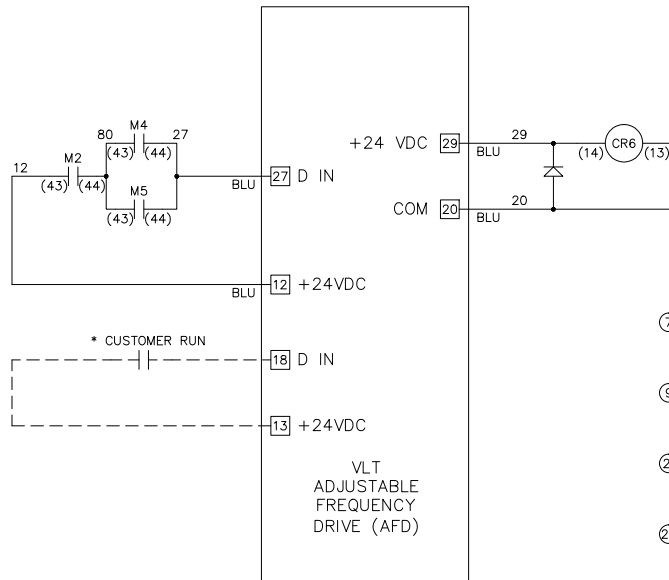 80 M4 27
(43) (44)
12 M2
(43) (44)
M5
(43) (44)
BLU 27 D IN
BLU 12 +24VDC
* CUSTOMER RUN
18 D IN
13 +24VDC
VLT
ADJUSTABLE
FREQUENCY
DRIVE (AFD)
+24 VDC 29 BLU 29
(14) CR6 (13)
COM 20 BLU 20